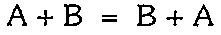 A + B = B + A